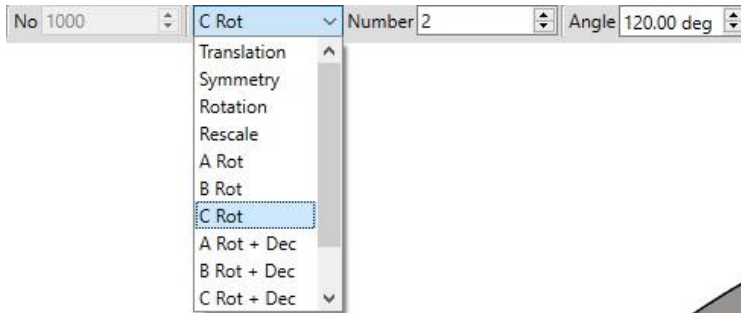 No 1000 C Rot Number 2 Angle 120.00 deg
Translation
Symmetry
Rotation
Rescale
A Rot
B Rot
C Rot
A Rot + Dec
B Rot + Dec
C Rot + Dec